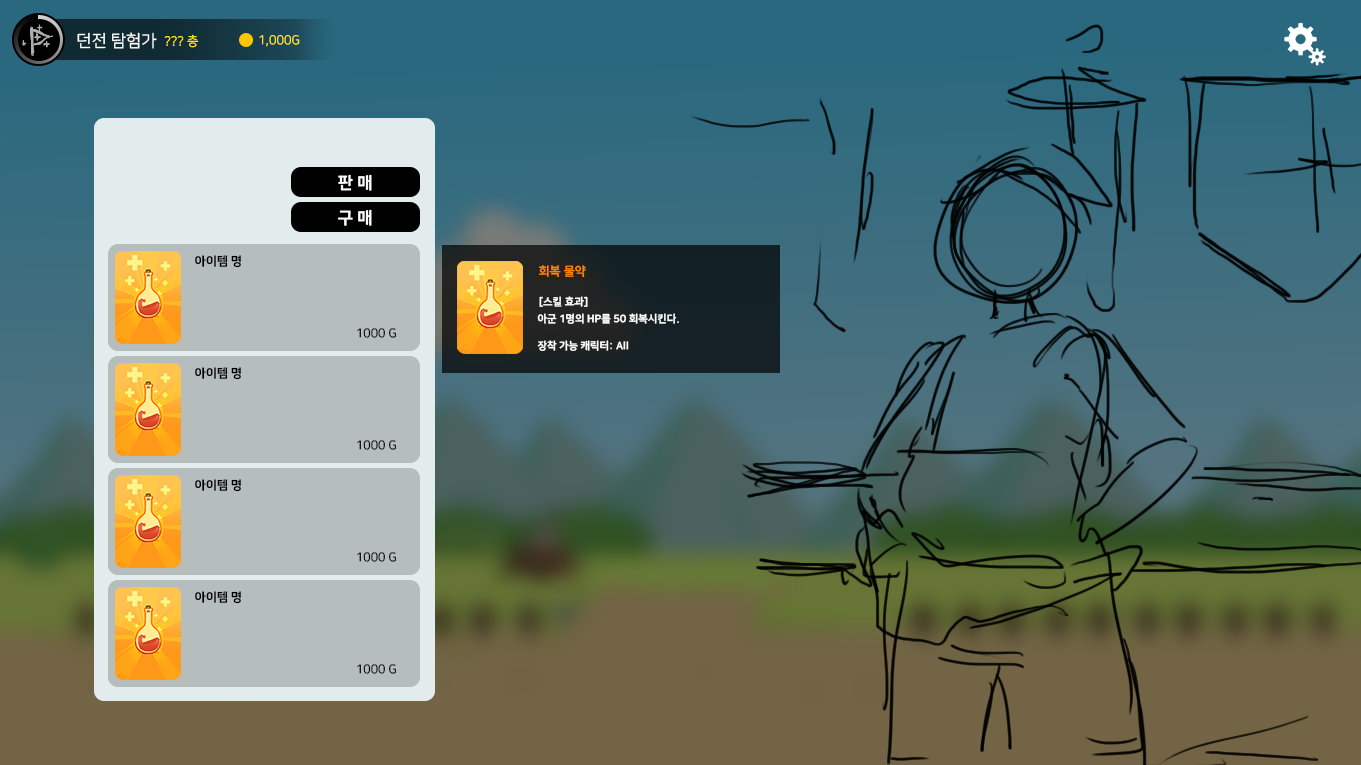 던전 탐험가 ??? 층 1,000G
판 매
구 매
아이템 명
1000 G
아이템 명
1000 G
아이템 명
1000 G
아이템 명
1000 G
회복 물약
[스킬 효과]
아군 1명의 HP를 50 회복시킨다.
장착 가능 캐릭터: All